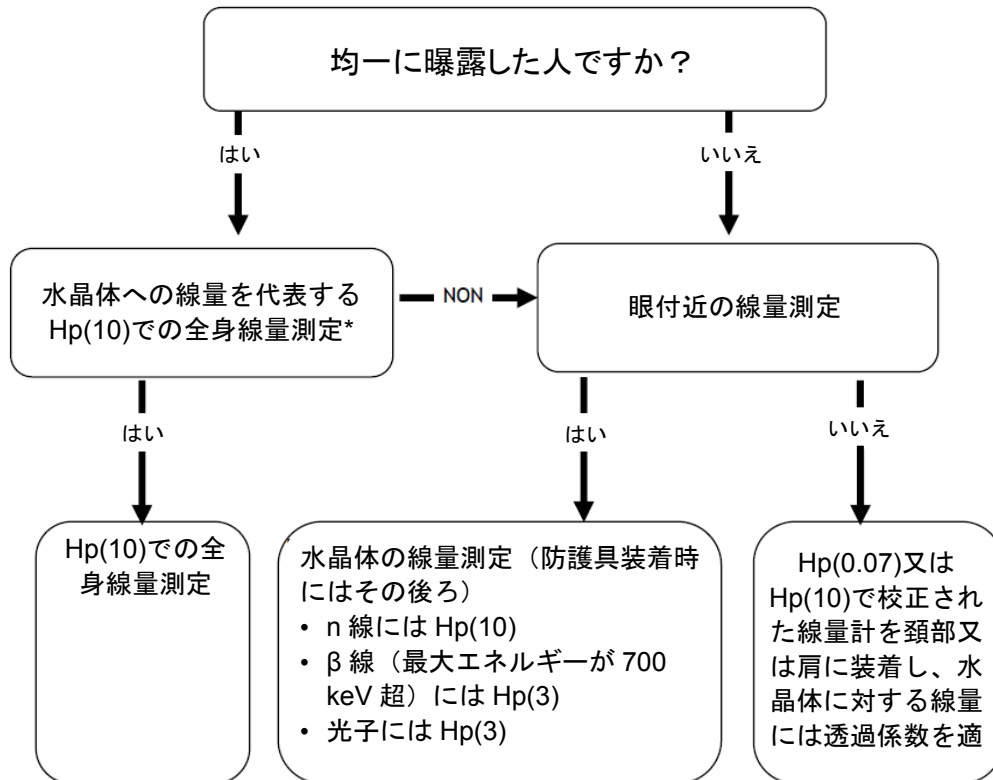 均一に曝露した人ですか？
はい
いいえ
水晶体への線量を代表する
Hp(10)での全身線量測定*
NON
眼付近の線量測定
はい
はい
いいえ
Hp(10)での全
身線量測定
水晶体の線量測定（防護具装着時
にはその後ろ）
• n 線には Hp(10)
• β 線（最大エネルギーが 700
keV 超）には Hp(3)
• 光子には Hp(3)
Hp(0.07)又は
Hp(10)で校正され
た線量計を頚部又
は肩に装着し、水
晶体に対する線量
には透過係数を適